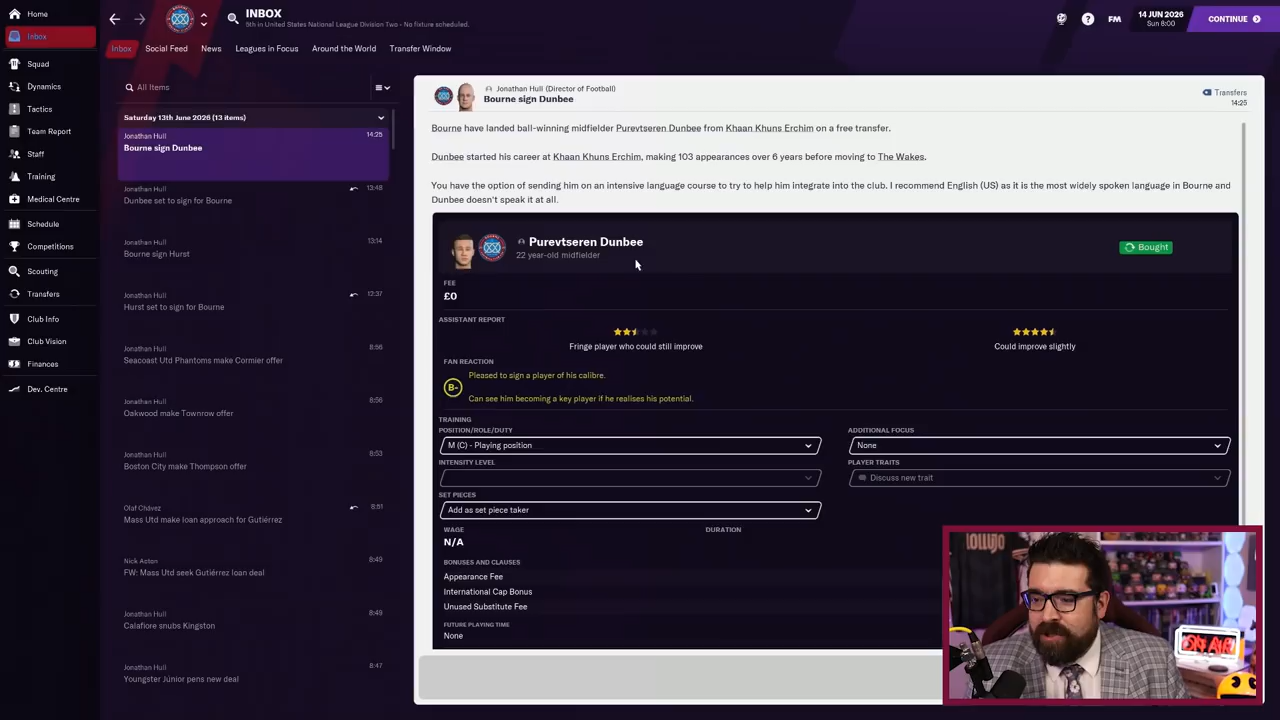 Home
Inbox
Squad
Dynamics
Tactics
Team Report
Staff
Training
Medical Centre
Schedule
Competitions
Scouting
Transfers
Club Info
Club Vision
Finances
Dev. Centre
INBOX
5th in United States National League Division Two - No fixture scheduled.
FM
14 JUN 2026
Sun 8:00
CONTINUE
Inbox
Social Feed
News
Leagues in Focus
Around the World
Transfer Window
All Items
Saturday 13th June 2026 (13 items)
Jonathan Hull
14:25
Bourne sign Dunbee
Jonathan Hull
13:48
Dunbee set to sign for Bourne
Jonathan Hull
13:14
Bourne sign Hurst
Jonathan Hull
12:37
Hurst set to sign for Bourne
Jonathan Hull
8:56
Seacoast Utd Phantoms make Cormier offer
Jonathan Hull
8:56
Oakwood make Townrow offer
Jonathan Hull
8:53
Boston City make Thompson offer
Olaf Chávez
8:51
Mass Utd make loan approach for Gutiérrez
Nick Aston
8:49
FW: Mass Utd seek Gutiérrez loan deal
Jonathan Hull
8:49
Calafiore snubs Kingston
Jonathan Hull
8:47
Youngster Júnior pens new deal
Jonathan Hull (Director of Football)
Bourne sign Dunbee
Transfers
14:25
Bourne have landed ball-winning midfielder Purevtseren Dunbee from Khaan Khuns Erchim on a free transfer.
Dunbee started his career at Khaan Khuns Erchim, making 103 appearances over 6 years before moving to The Wakes.
You have the option of sending him on an intensive language course to try to help him integrate into the club. I recommend English (US) as it is the most widely spoken language in Bourne and
Dunbee doesn't speak it at all.
Purevtseren Dunbee
22 year-old midfielder
Bought
FEE
£0
ASSISTANT REPORT
Fringe player who could still improve
Could improve slightly
FAN REACTION
B-
Pleased to sign a player of his calibre.
Can see him becoming a key player if he realises his potential.
TRAINING
POSITION/ROLE/DUTY
ADDITIONAL FOCUS
M (C) - Playing position
None
INTENSITY LEVEL
PLAYER TRAITS
Discuss new trait
SET PIECES
Add as set piece taker
WAGE
DURATION
N/A
BONUSES AND CLAUSES
Appearance Fee
International Cap Bonus
Unused Substitute Fee
FUTURE PLAYING TIME
None
ON AIR